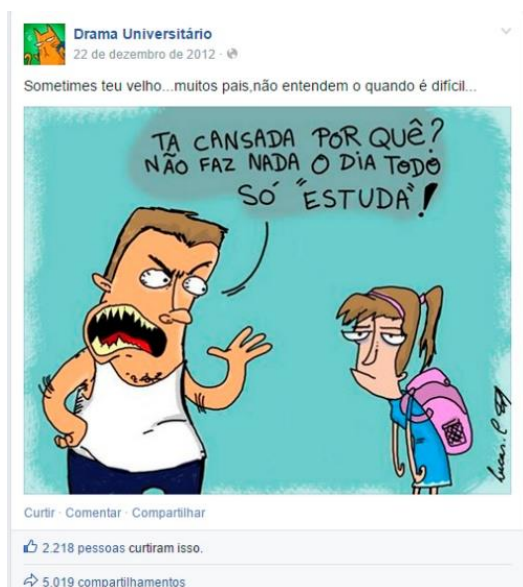 Drama Universitário
22 de dezembro de 2012 ·
Sometimes teu velho...muitos pais,não entendem o quando é difícil...
TA CANSADA POR QUÊ?
NÃO FAZ NADA O DIA TODO
SÓ "ESTUDA"!
Lucas.C
Curtir · Comentar · Compartilhar
2.218 pessoas curtiram isso.
5.019 compartilhamentos